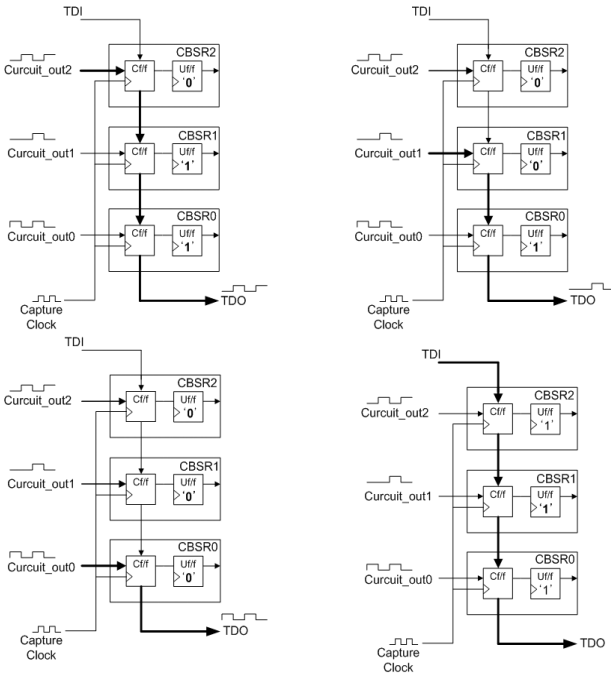 TDI
CBSR2
Curcuit_out2
Cf/f
Uf/f
'0'
CBSR1
Curcuit_out1
Cf/f
Uf/f
'1'
CBSR0
Curcuit_out0
Cf/f
Uf/f
'1'
TDO
Capture
Clock
TDI
CBSR2
Curcuit_out2
Cf/f
Uf/f
'0'
CBSR1
Curcuit_out1
Cf/f
Uf/f
'0'
CBSR0
Curcuit_out0
Cf/f
Uf/f
'1'
TDO
Capture
Clock
TDI
CBSR2
Curcuit_out2
Cf/f
Uf/f
'0'
CBSR1
Curcuit_out1
Cf/f
Uf/f
'0'
CBSR0
Curcuit_out0
Cf/f
Uf/f
'0'
TDO
Capture
Clock
TDI
CBSR2
Curcuit_out2
Cf/f
Uf/f
'1'
CBSR1
Curcuit_out1
Cf/f
Uf/f
'1'
CBSR0
Curcuit_out0
Cf/f
Uf/f
'1'
TDO
Capture
Clock